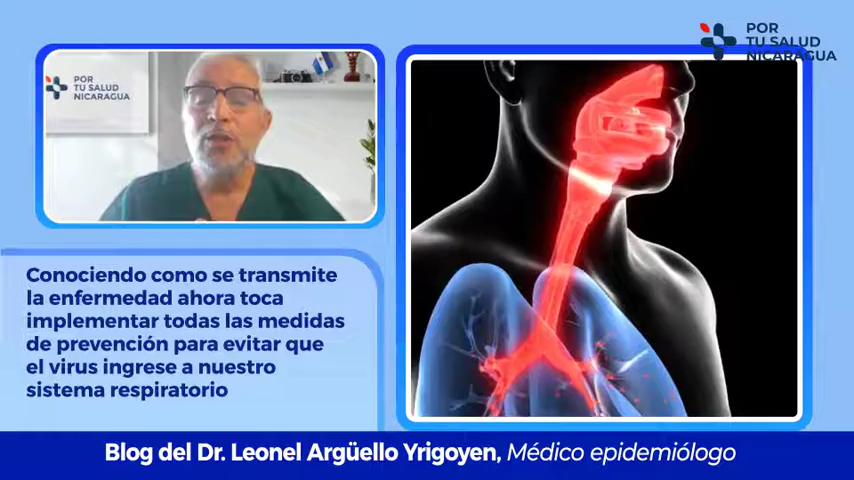 POR
TU SALUD
NICARAGUA
POR
TU SALUD
NICARAGUA
Conociendo como se transmite
la enfermedad ahora toca
implementar todas las medidas
de prevención para evitar que
el virus ingrese a nuestro
sistema respiratorio
Blog del Dr. Leonel Argüello Yrigoyen, Médico epidemiólogo